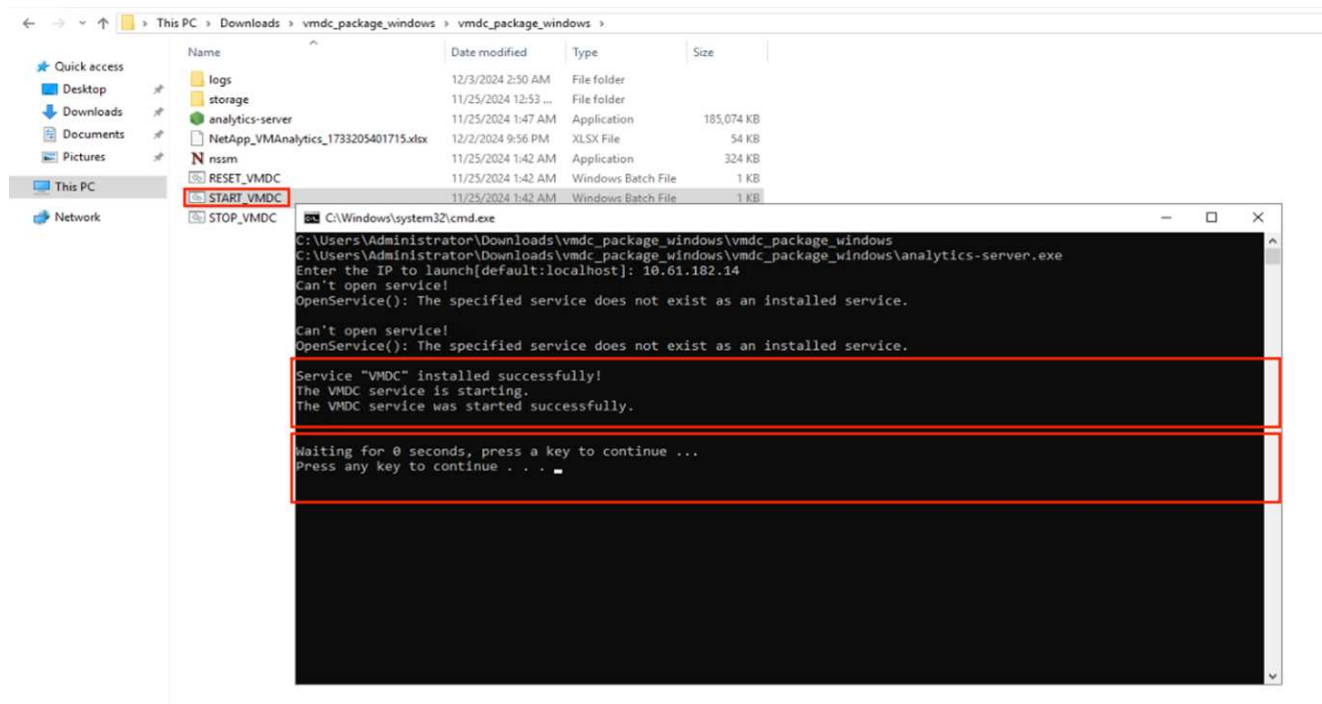 This PC > Downloads > vmdc_package_windows > vmdc_package_windows >
Name Date modified Type Size
Quick access
Desktop
Downloads
Documents
Pictures
This PC
Network
logs 12/3/2024 2:50 AM File folder
storage 11/25/2024 12:53 ... File folder
analytics-server 11/25/2024 1:47 AM Application 185,074 KB
NetApp_VMAnalytics_1733205401715.xlsx 12/2/2024 9:56 PM XLSX File 54 KB
N nssm 11/25/2024 1:42 AM Application 324 KB
RESET_VMDC 11/25/2024 1:42 AM Windows Batch File 1 KB
START_VMDC 11/25/2024 1:42 AM Windows Batch File 1 KB
STOP_VMDC
C:\Windows\system32\cmd.exe
C:\Users\Administrator\Downloads\vmdc_package_windows\vmdc_package_windows
C:\Users\Administrator\Downloads\vmdc_package_windows\vmdc_package_windows\analytics-server.exe
Enter the IP to launch[default:localhost]: 10.61.182.14
Can't open service!
OpenService(): The specified service does not exist as an installed service.
Can't open service!
OpenService(): The specified service does not exist as an installed service.
Service "VMDC" installed successfully!
The VMDC service is starting.
The VMDC service was started successfully.
Waiting for 0 seconds, press a key to continue ...
Press any key to continue . . .